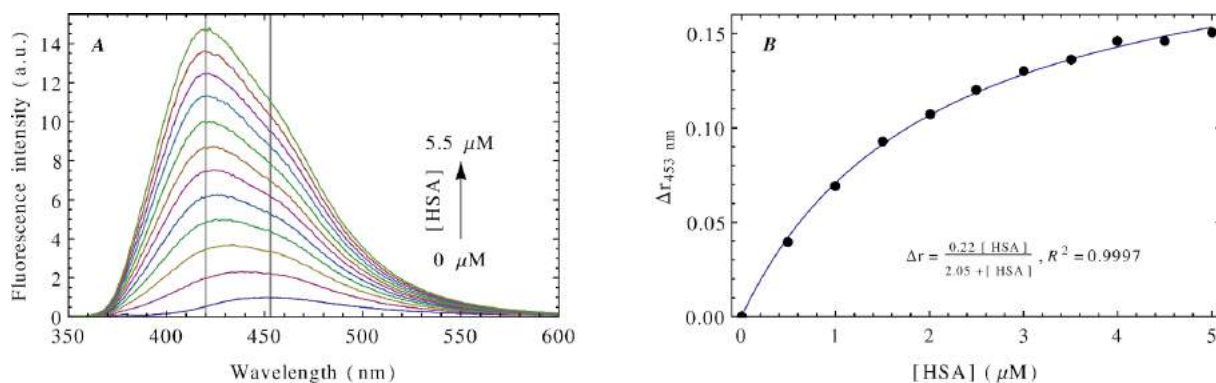 A
14
12
10
8
6
4
2
0
Fluorescence intensity (a.u.)
5.5 μM
[HSA]
0 μM
350 400 450 500 550 600
Wavelength (nm)
B
0.15
0.10
0.05
0.00
Δr453 nm
Δr = 0.22 [HSA] / 2.05 + [HSA] , R² = 0.9997
0 1 2 3 4 5
[HSA] (μM)